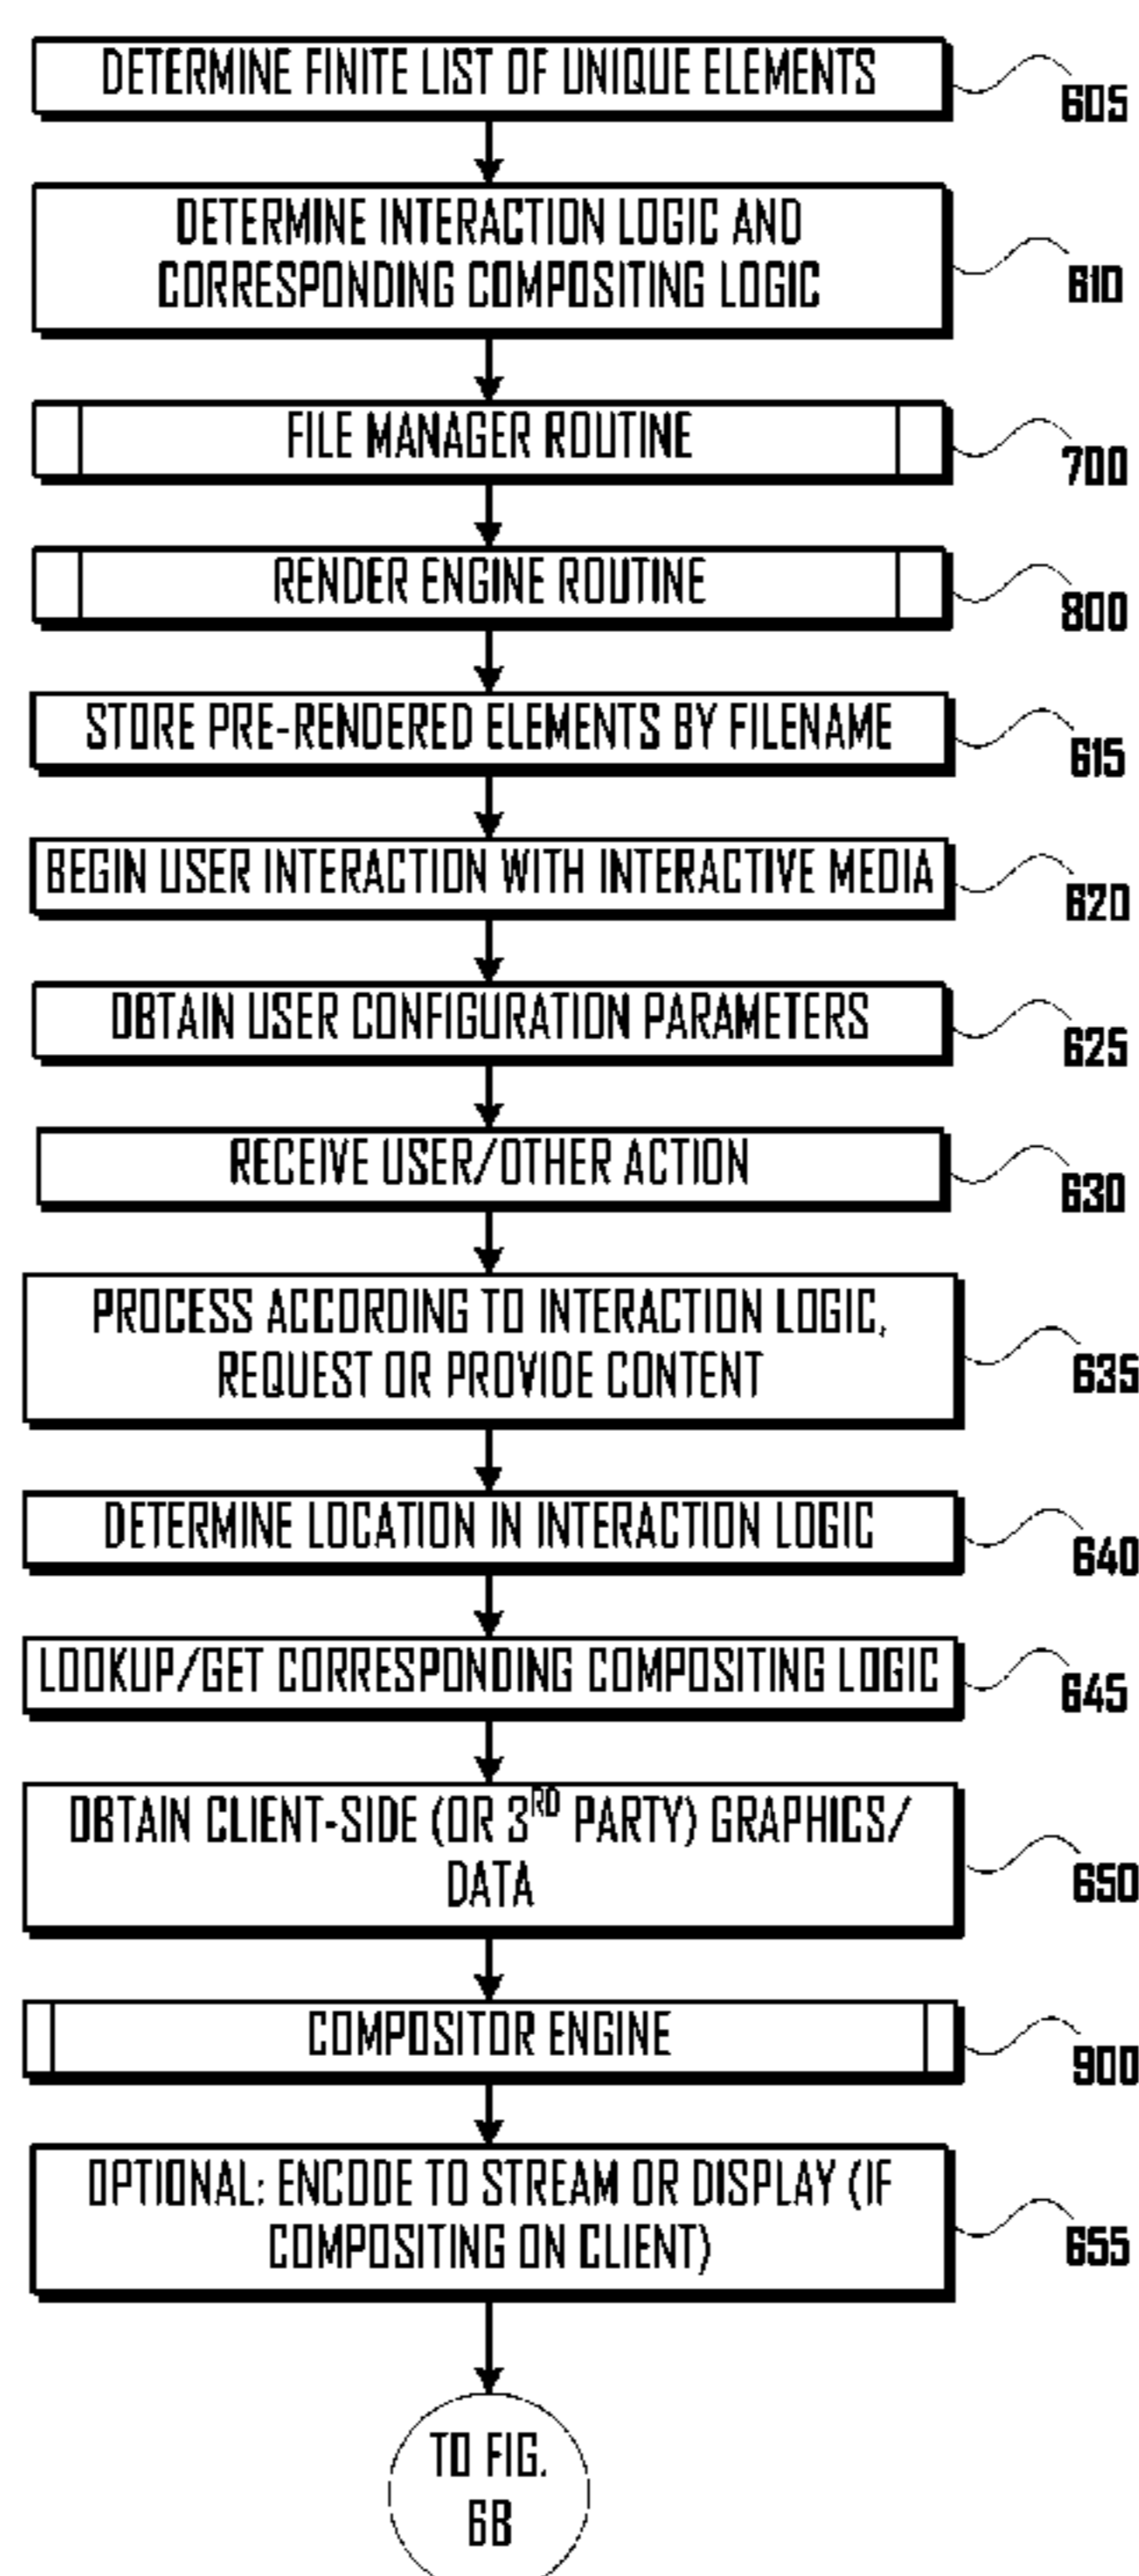 DETERMINE FINITE LIST OF UNIQUE ELEMENTS
605
DETERMINE INTERACTION LOGIC AND
CORRESPONDING COMPOSITING LOGIC
610
FILE MANAGER ROUTINE
700
RENDER ENGINE ROUTINE
800
STORE PRE-RENDERED ELEMENTS BY FILENAME
615
BEGIN USER INTERACTION WITH INTERACTIVE MEDIA
620
OBTAIN USER CONFIGURATION PARAMETERS
625
RECEIVE USER/OTHER ACTION
630
PROCESS ACCORDING TO INTERACTION LOGIC,
REQUEST OR PROVIDE CONTENT
635
DETERMINE LOCATION IN INTERACTION LOGIC
640
LOOKUP/GET CORRESPONDING COMPOSITING LOGIC
645
OBTAIN CLIENT-SIDE (OR 3RD PARTY) GRAPHICS/
DATA
650
COMPOSITOR ENGINE
900
OPTIONAL: ENCODE TO STREAM OR DISPLAY (IF
COMPOSITING ON CLIENT)
655
TO FIG.
6B